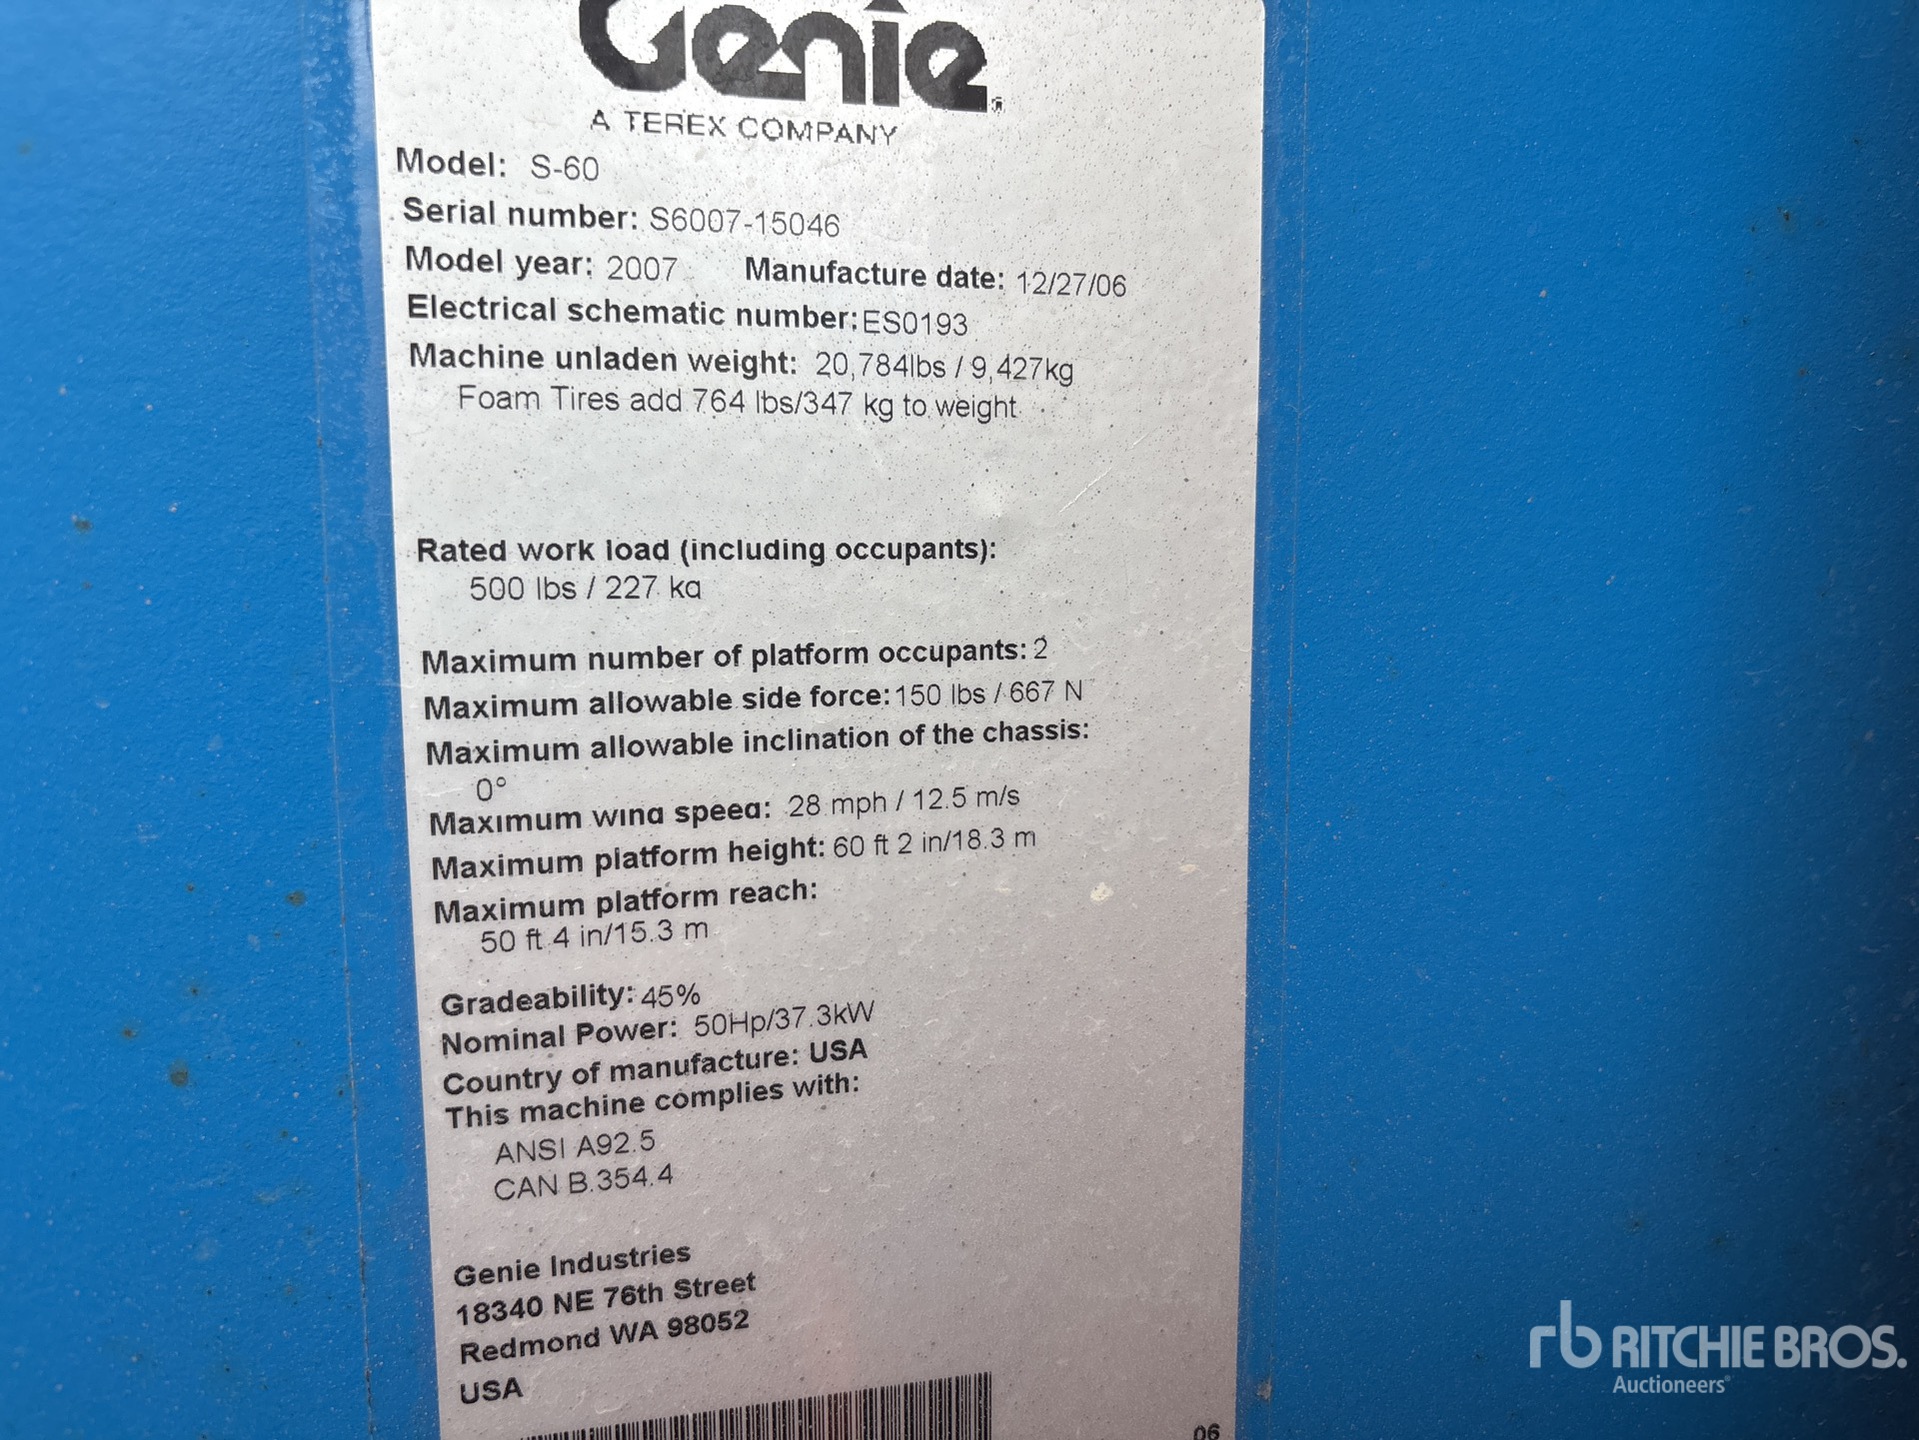 Genie®
A TEREX COMPANY
Model: S-60
Serial number: S6007-15046
Model year: 2007 Manufacture date: 12/27/06
Electrical schematic number: ES0193
Machine unladen weight: 20,784lbs / 9,427kg
Foam Tires add 764 lbs/347 kg to weight
Rated work load (including occupants):
500 lbs / 227 kg
Maximum number of platform occupants: 2
Maximum allowable side force: 150 lbs / 667 N
Maximum allowable inclination of the chassis:
0°
Maximum wind speed: 28 mph / 12.5 m/s
Maximum platform height: 60 ft 2 in/18.3 m
Maximum platform reach:
50 ft 4 in/15.3 m
Gradeability: 45%
Nominal Power: 50Hp/37.3kW
Country of manufacture: USA
This machine complies with:
ANSI A92.5
CAN B.354.4
Genie Industries
18340 NE 76th Street
Redmond WA 98052
USA
06
rb RITCHIE BROS.
Auctioneers®